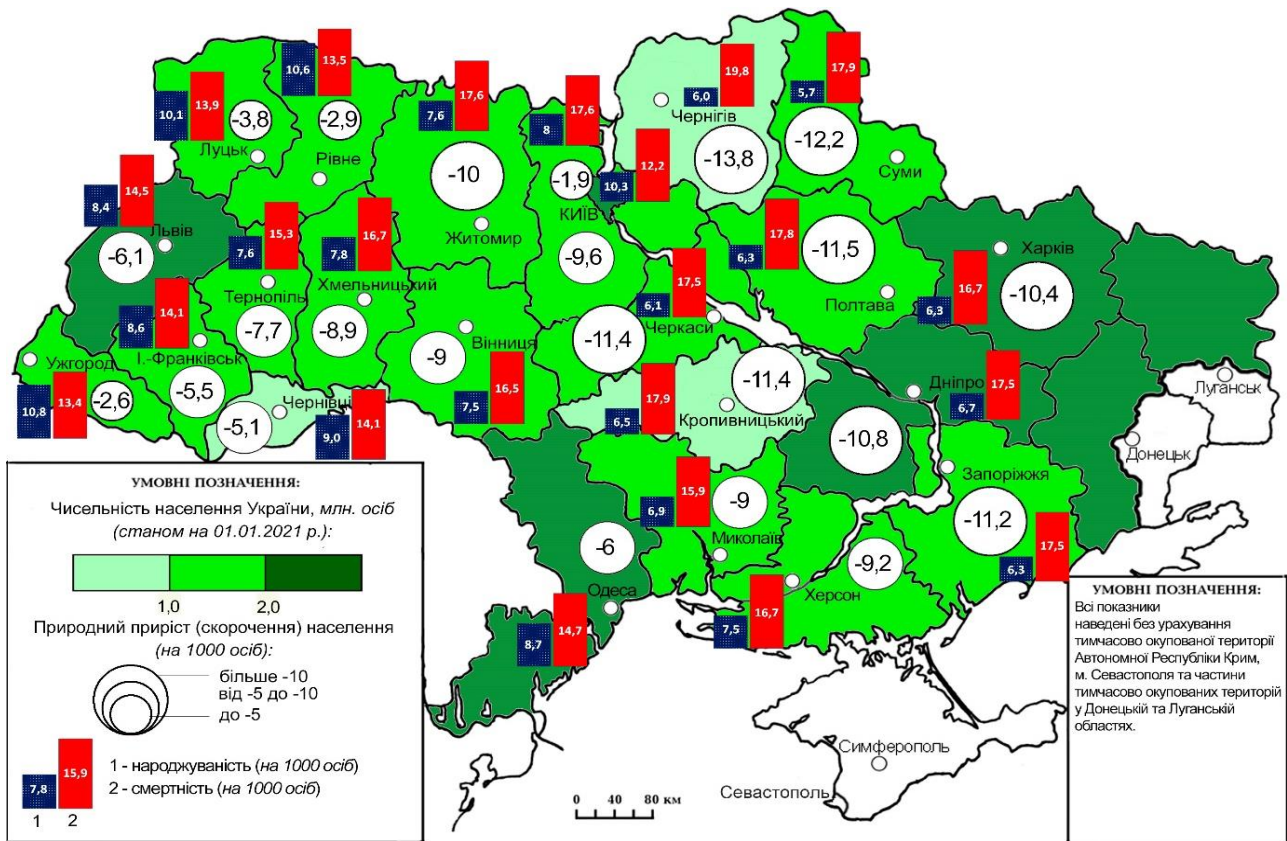 10,6
13,5
10,1
13,9
-3,8
Луцьк
-2,9
Рівне
7,6
17,6
-10
Житомир
8
17,6
-1,9
КИЇВ
10,3
12,2
-9,6
6,0
19,8
Чернігів
-13,8
5,7
17,9
-12,2
Суми
8,4
14,5
Львів
-6,1
7,6
15,3
Тернопіль
-7,7
7,8
16,7
Хмельницький
-8,9
6,3
17,8
-11,5
Полтава
Харків
6,3
16,7
-10,4
6,1
17,5
Черкаси
-11,4
8,6
14,1
І.-Франківськ
-5,5
Ужгород
10,8
13,4
-2,6
Чернівці
-5,1
9,0
14,1
Вінниця
-9
7,5
16,5
6,5
17,9
-11,4
Кропивницький
Дніпро
6,7
17,5
-10,8
Луганськ
Донецьк
Запоріжжя
-11,2
6,3
17,5
6,9
15,9
-9
Миколаїв
-6
Одеса
8,7
14,7
-9,2
Херсон
7,5
16,7
Симферополь
Севастополь
0 40 80 км
УМОВНІ ПОЗНАЧЕННЯ:
Чисельність населення України, млн. осіб
(станом на 01.01.2021 р.):
1,0 2,0
Природний приріст (скорочення) населення
(на 1000 осіб):
більше -10
від -5 до -10
до -5
7,8
15,9
1 2
1 - народжуваність (на 1000 осіб)
2 - смертність (на 1000 осіб)
УМОВНІ ПОЗНАЧЕННЯ:
Всі показники
наведені без урахування
тимчасово окупованої території
Автономної Республіки Крим,
м. Севастополя та частини
тимчасово окупованих територій
у Донецькій та Луганській
областях.